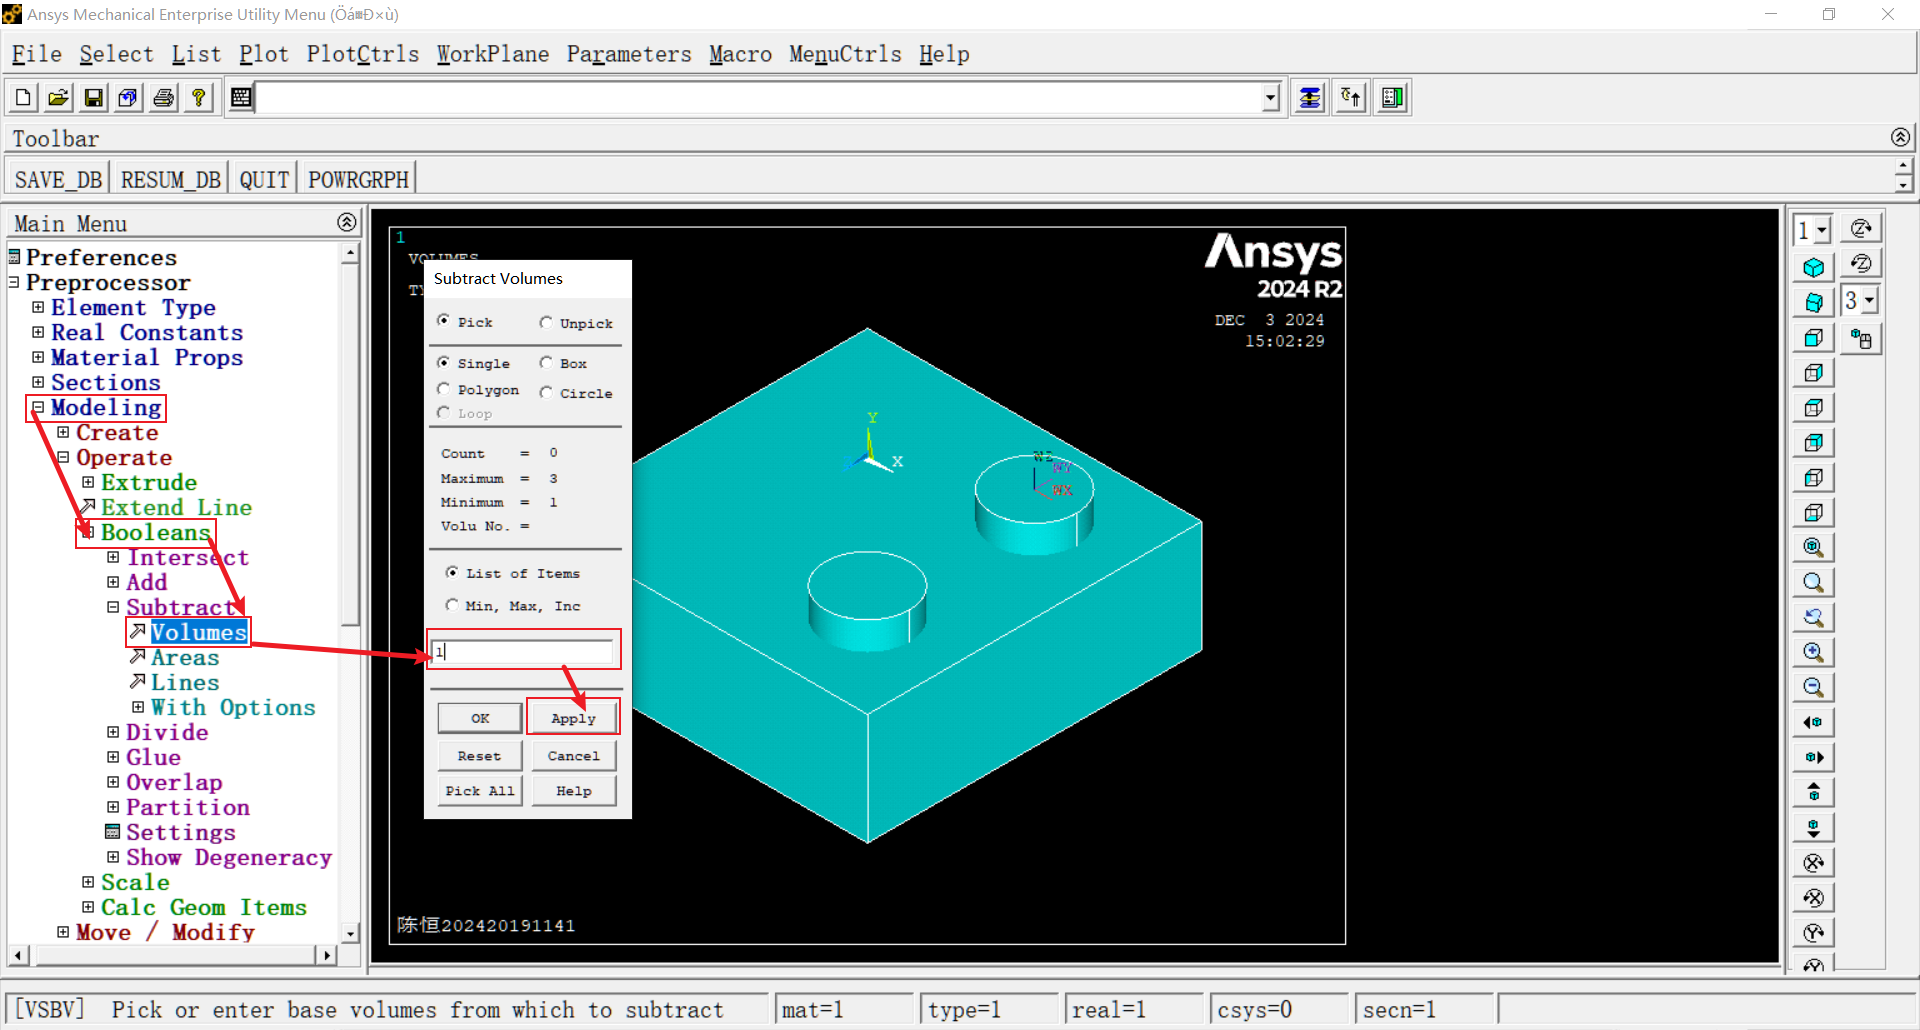 Ansys Mechanical Enterprise Utility Menu (Öá¤Ð×ù)
File Select List Plot PlotCtrls WorkPlane Parameters Macro MenuCtrls Help
Toolbar
SAVE_DB RESUM_DB QUIT POWRGRPH
Main Menu
Preferences
Preprocessor
Element Type
Real Constants
Material Props
Sections
Modeling
Create
Operate
Extrude
Extend Line
Booleans
Intersect
Add
Subtract
Volumes
Areas
Lines
With Options
Divide
Glue
Overlap
Partition
Settings
Show Degeneracy
Scale
Calc Geom Items
Move / Modify
1
VOLUMES
Subtract Volumes
Pick Unpick
Single Box
Polygon Circle
Loop
Count = 0
Maximum = 3
Minimum = 1
Volu No. =
List of Items
Min, Max, Inc
1
OK Apply
Reset Cancel
Pick All Help
Ansys
2024 R2
DEC 3 2024
15:02:29
Y
X
WZ
WY
WX
陈恒202420191141
1
3
[VSBV] Pick or enter base volumes from which to subtract
mat=1
type=1
real=1
csys=0
secn=1